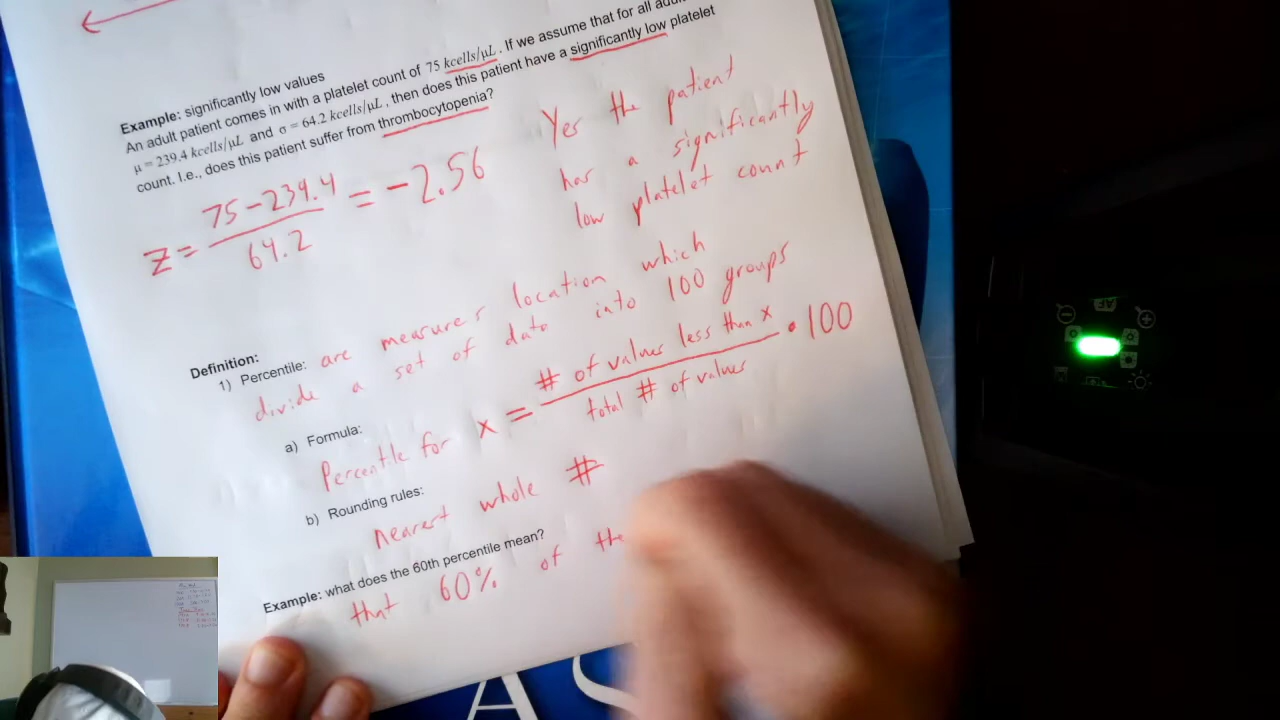 Example: significantly low values
An adult patient comes in with a platelet count of 75 kcells/μL. If we assume that for all
μ = 239.4 kcells/μL and σ = 64.2 kcells/μL, then does this patient have a significantly low platelet
count. I.e., does this patient suffer from thrombocytopenia?
z = (75 - 239.4)/64.2 = -2.56
Yes the patient
has a significantly
low platelet count
Definition:
1) Percentile: are measures location which
divide a set of data into 100 groups
a) Formula:
Percentile for x = # of values less than x / total # of values • 100
b) Rounding rules:
nearest whole #
Example: what does the 60th percentile mean?
that 60% of the
AS
AF